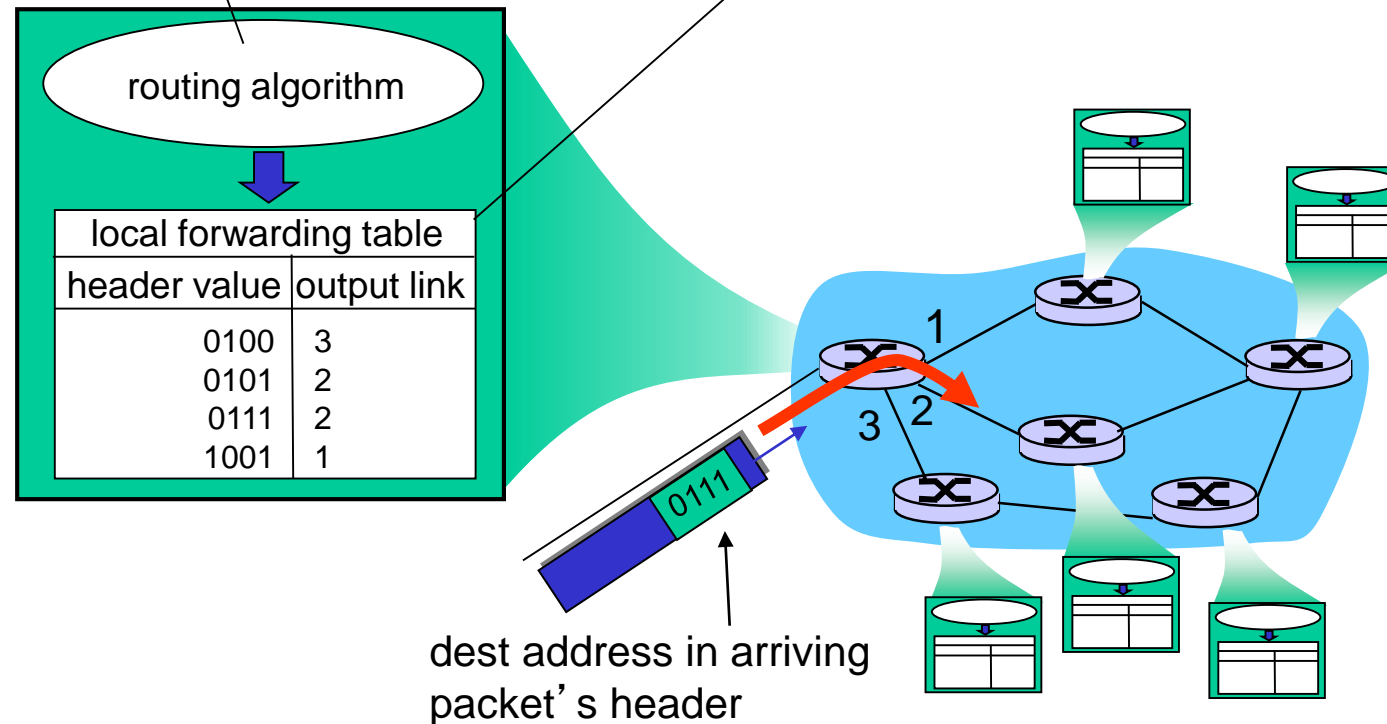 routing algorithm
local forwarding table
header value output link
0100 3
0101 2
0111 2
1001 1
1
2
3
0111
dest address in arriving
packet’s header